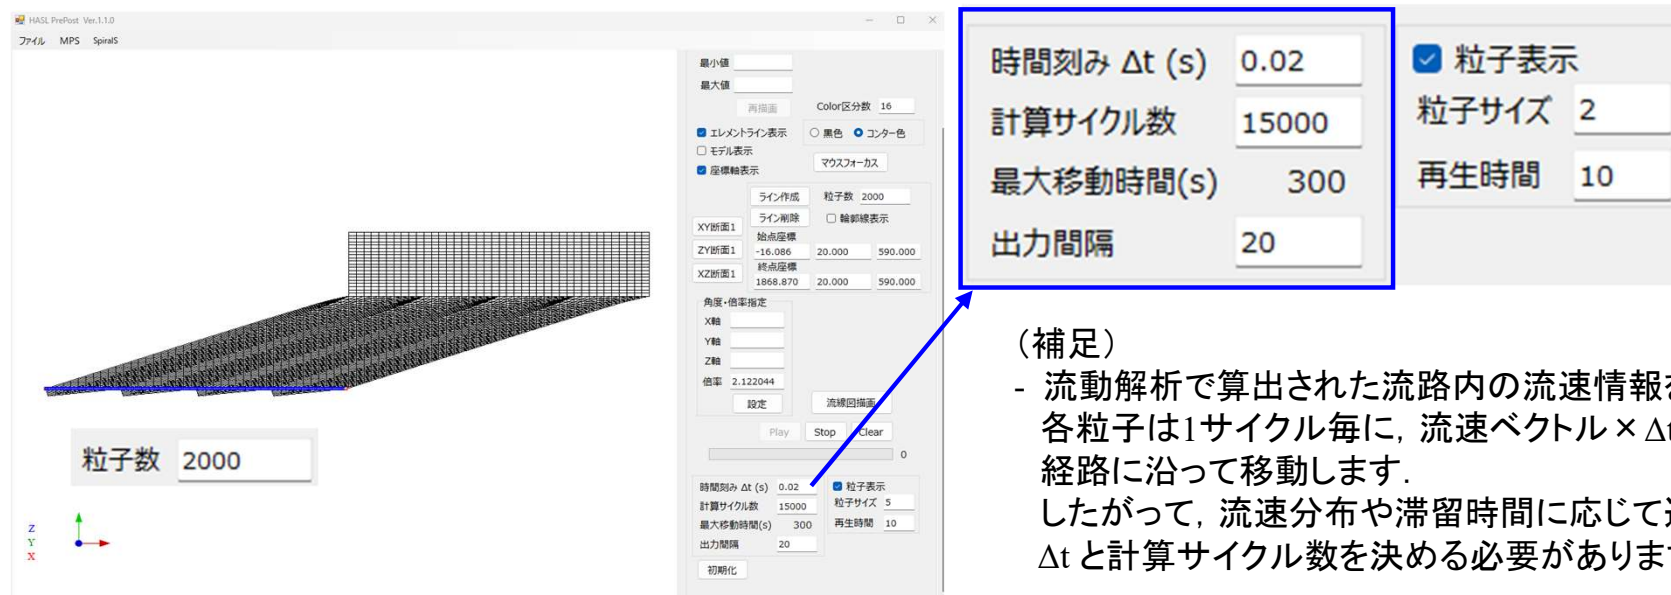 HASL PrePost Ver.1.1.0
ファイル MPS SpiralS
最小値
最大値
再描画 Color区分数 16
エレメントライン表示 黒色 コンター色
モデル表示
座標軸表示 マウスフォーカス
ライン作成 粒子数 2000
ライン削除 輪郭線表示
XY断面1 始点座標
ZY断面1 -16.086 20.000 590.000
XZ断面1 終点座標
1868.870 20.000 590.000
角度・倍率指定
X軸
Y軸
Z軸
倍率 2.122044
設定 流線図描画
Play Stop Clear
0
時間刻み Δt (s) 0.02 粒子表示
計算サイクル数 15000 粒子サイズ 5
最大移動時間(s) 300 再生時間 10
出力間隔 20
初期化
粒子数 2000
Z
Y
X
時間刻み Δt (s) 0.02 粒子表示
計算サイクル数 15000 粒子サイズ 2
最大移動時間(s) 300 再生時間 10
出力間隔 20
（補足）
- 流動解析で算出された流路内の流速情報
各粒子は1サイクル毎に, 流速ベクトル × Δt
経路に沿って移動します.
したがって, 流速分布や滞留時間に応じて
Δt と計算サイクル数を決める必要がありま